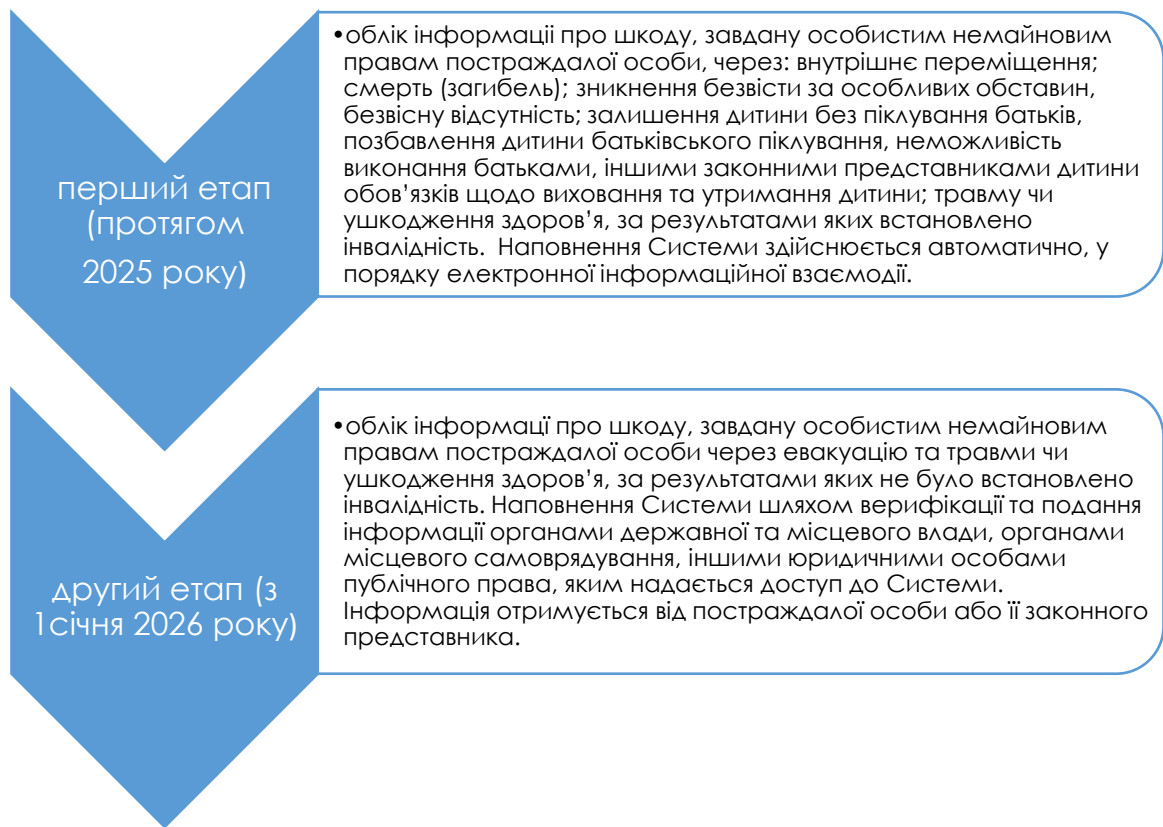 перший етап
(протягом
2025 року)
•облік інформаціі про шкоду, завдану особистим немайновим
правам постраждалої особи, через: внутрішнє переміщення;
смерть (загибель); зникнення безвісти за особливих обставин,
безвісну відсутність; залишення дитини без піклування батьків,
позбавлення дитини батьківського піклування, неможливість
виконання батьками, іншими законними представниками дитини
обов’язків щодо виховання та утримання дитини; травму чи
ушкодження здоров’я, за результатами яких встановлено
інвалідність. Наповнення Системи здійснюється автоматично, у
порядку електронної інформаційної взаємодії.
другий етап (з
1січня 2026 року)
•облік інформації про шкоду, завдану особистим немайновим
правам постраждалої особи через евакуацію та травми чи
ушкодження здоров’я, за результатами яких не було встановлено
інвалідність. Наповнення Системи шляхом верифікації та подання
інформації органами державної та місцевого влади, органами
місцевого самоврядування, іншими юридичними особами
публічного права, яким надається доступ до Системи.
Інформація отримується від постраждалої особи або її законного
представника.